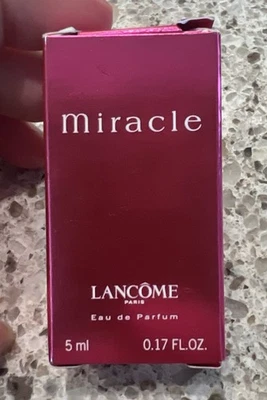 miracle
LANCÔME
PARIS
Eau de Parfum
5 ml 0.17 FL.OZ.